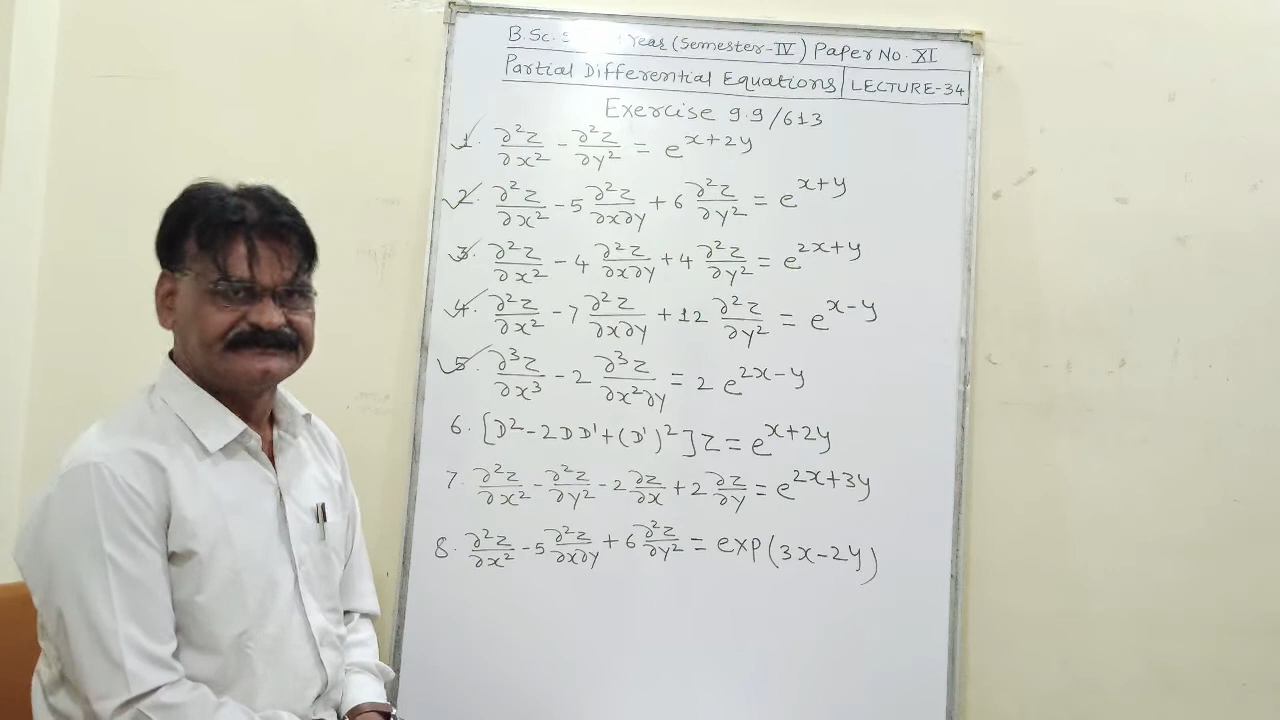 B.Sc. Year (Semester-IV) Paper No. XI
Partial Differential Equations | LECTURE-34
Exercise 9.9/613
1. ∂²z/∂x² - ∂²z/∂y² = e^(x+2y)
2. ∂²z/∂x² - 5 ∂²z/∂x∂y + 6 ∂²z/∂y² = e^(x+y)
3. ∂²z/∂x² - 4 ∂²z/∂x∂y + 4 ∂²z/∂y² = e^(2x+y)
4. ∂²z/∂x² - 7 ∂²z/∂x∂y + 12 ∂²z/∂y² = e^(x-y)
5. ∂³z/∂x³ - 2 ∂³z/∂x²∂y = 2 e^(2x-y)
6. [D² - 2DD' + (D')²] z = e^(x+2y)
7. ∂²z/∂x² - ∂²z/∂y² - 2 ∂z/∂x + 2 ∂z/∂y = e^(2x+3y)
8. ∂²z/∂x² - 5 ∂²z/∂x∂y + 6 ∂²z/∂y² = exp(3x-2y)